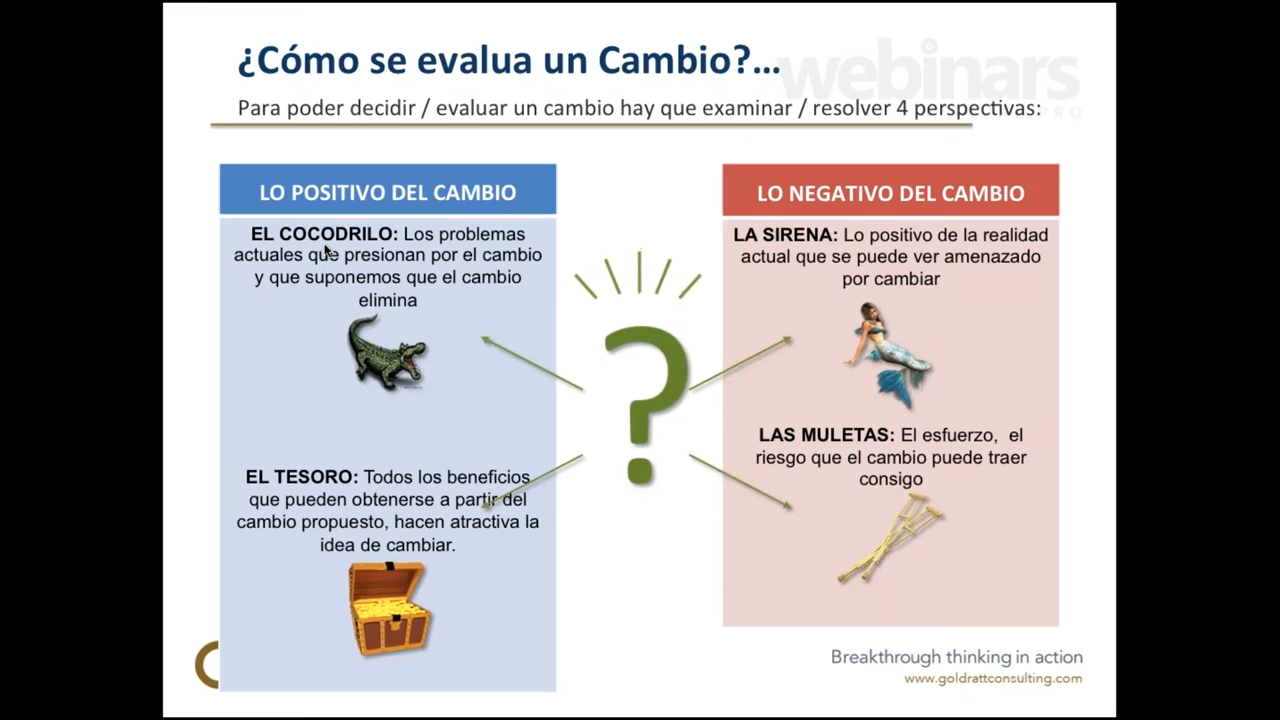 ¿Cómo se evalua un Cambio?...
webinars
PRO
Para poder decidir / evaluar un cambio hay que examinar / resolver 4 perspectivas:
LO POSITIVO DEL CAMBIO
EL COCODRILO: Los problemas
actuales que presionan por el cambio
y que suponemos que el cambio
elimina
EL TESORO: Todos los beneficios
que pueden obtenerse a partir del
cambio propuesto, hacen atractiva la
idea de cambiar.
?
LO NEGATIVO DEL CAMBIO
LA SIRENA: Lo positivo de la realidad
actual que se puede ver amenazado
por cambiar
LAS MULETAS: El esfuerzo, el
riesgo que el cambio puede traer
consigo
Breakthrough thinking in action
www.goldrattconsulting.com